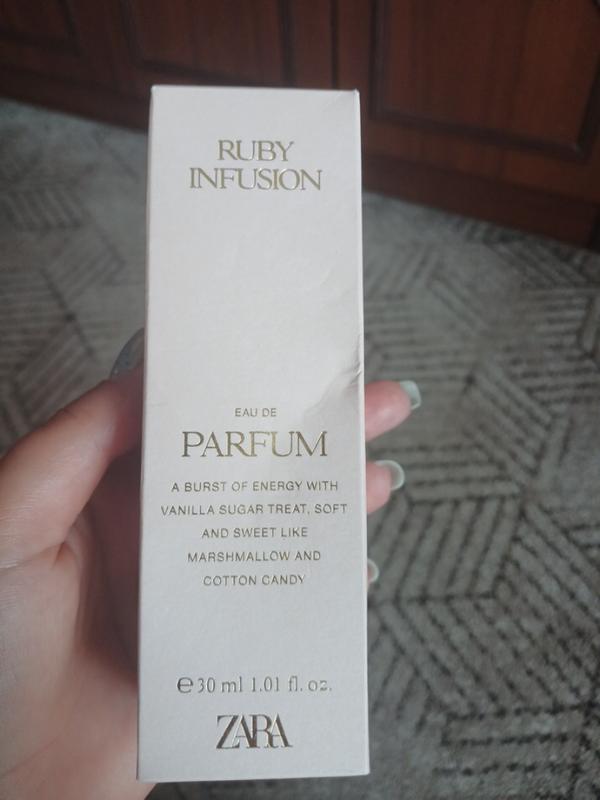 RUBY
INFUSION
EAU DE
PARFUM
A BURST OF ENERGY WITH
VANILLA SUGAR TREAT, SOFT
AND SWEET LIKE
MARSHMALLOW AND
COTTON CANDY
℮ 30 ml 1.01 fl. oz.
ZARA